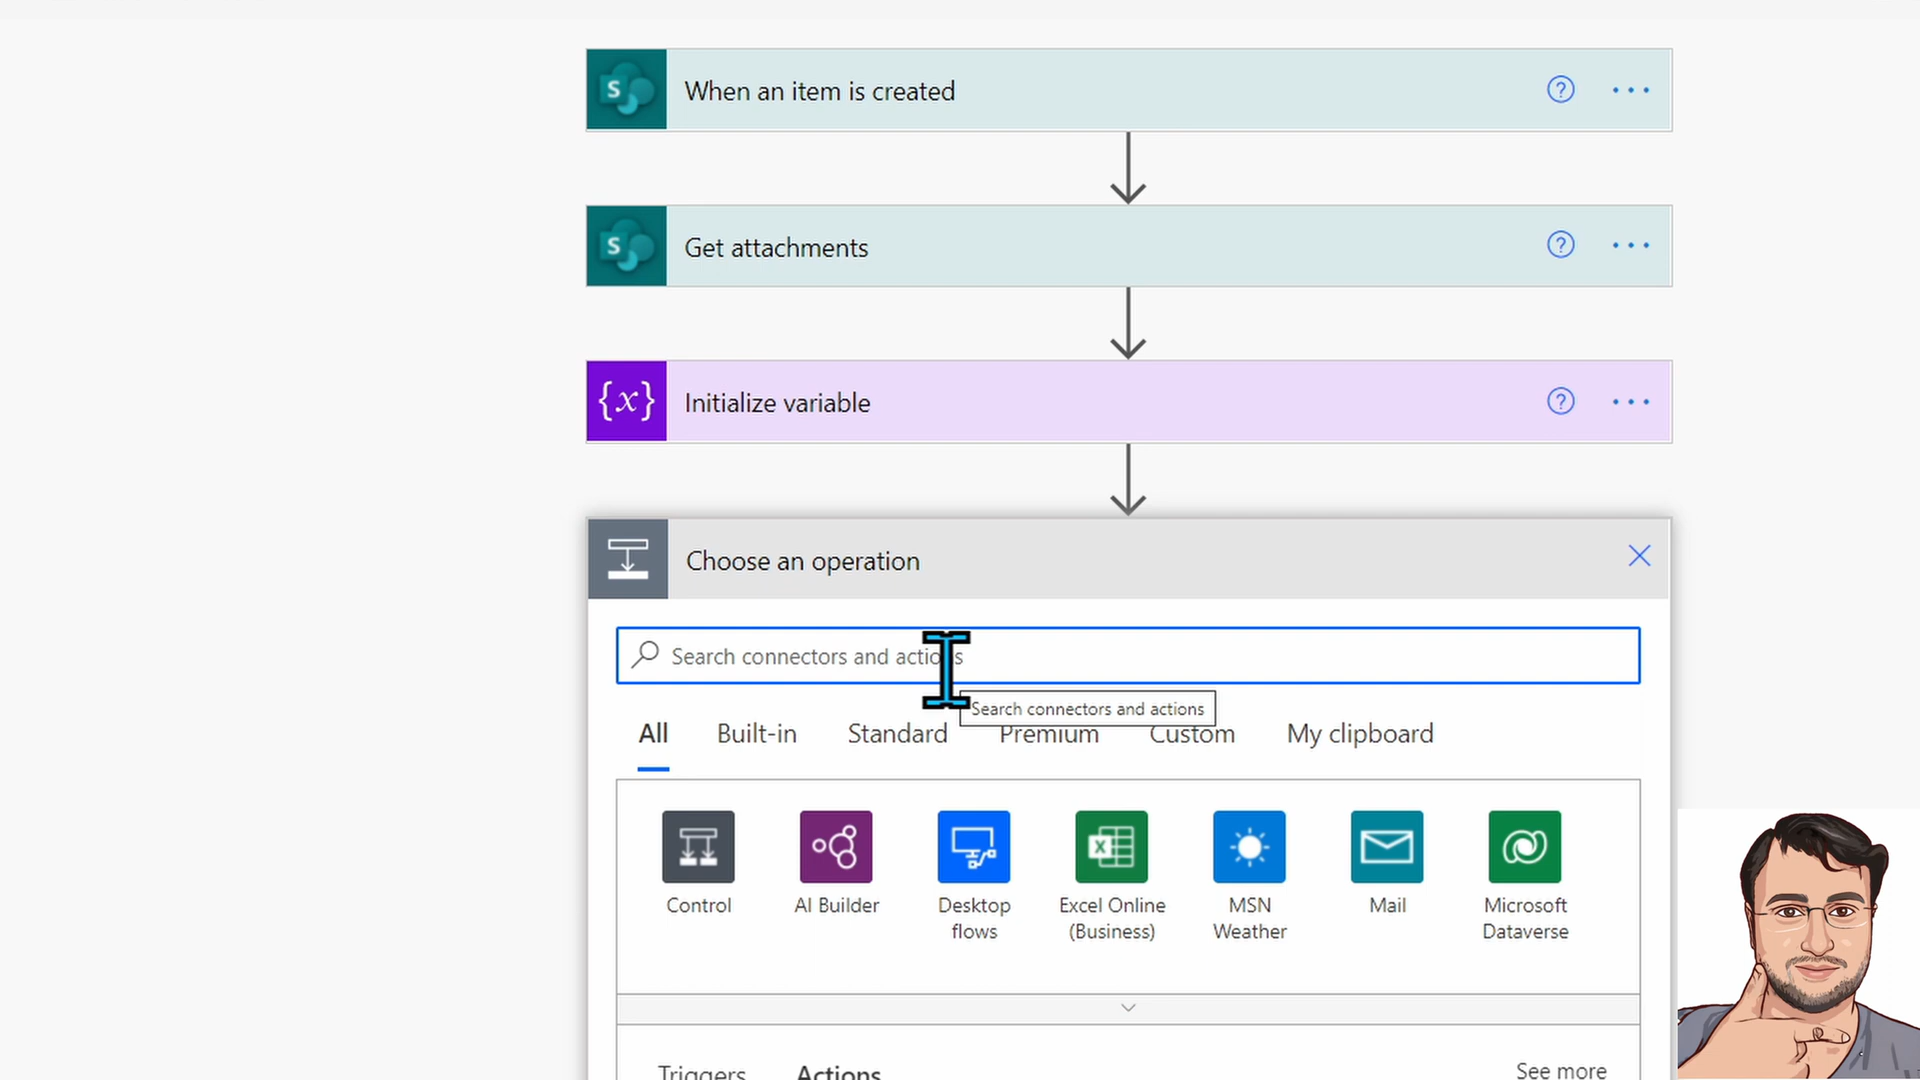 When an item is created
Get attachments
{x} Initialize variable
Choose an operation
Search connectors and actions
Search connectors and actions
All Built-in Standard Premium Custom My clipboard
Control AI Builder Desktop flows Excel Online (Business) MSN Weather Mail Microsoft Dataverse
Triggers Actions See more